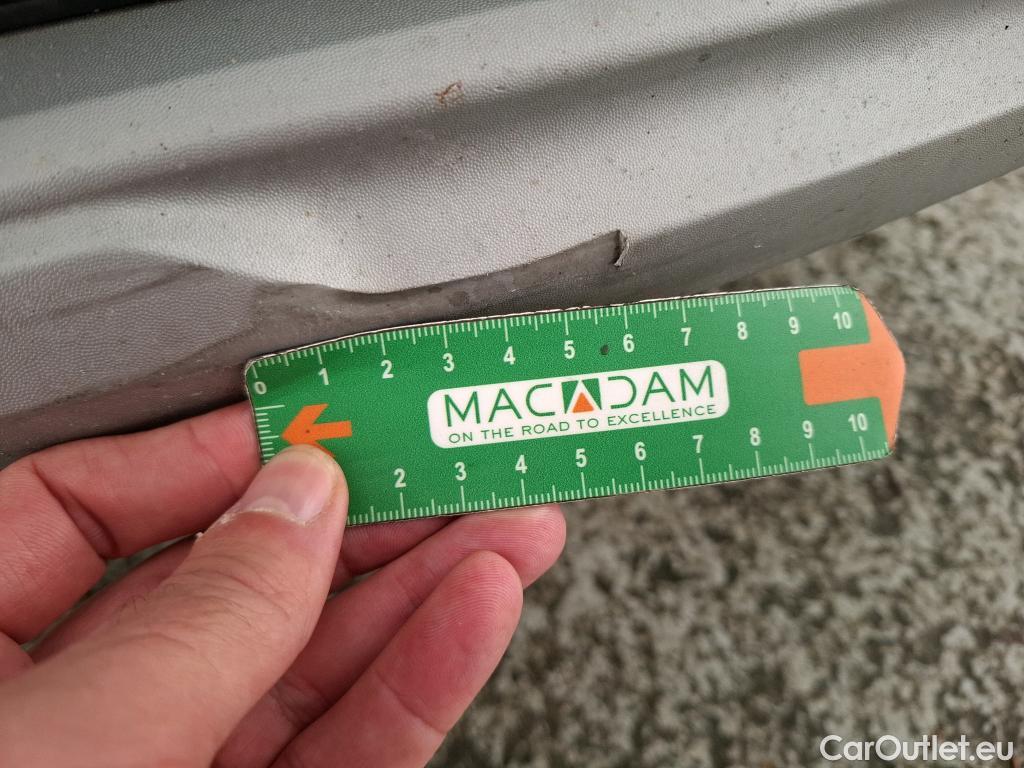 0 1 2 3 4 5 6 7 8 9 10
MACADAM
ON THE ROAD TO EXCELLENCE
2 3 4 5 6 7 8 9 10
CarOutlet.eu